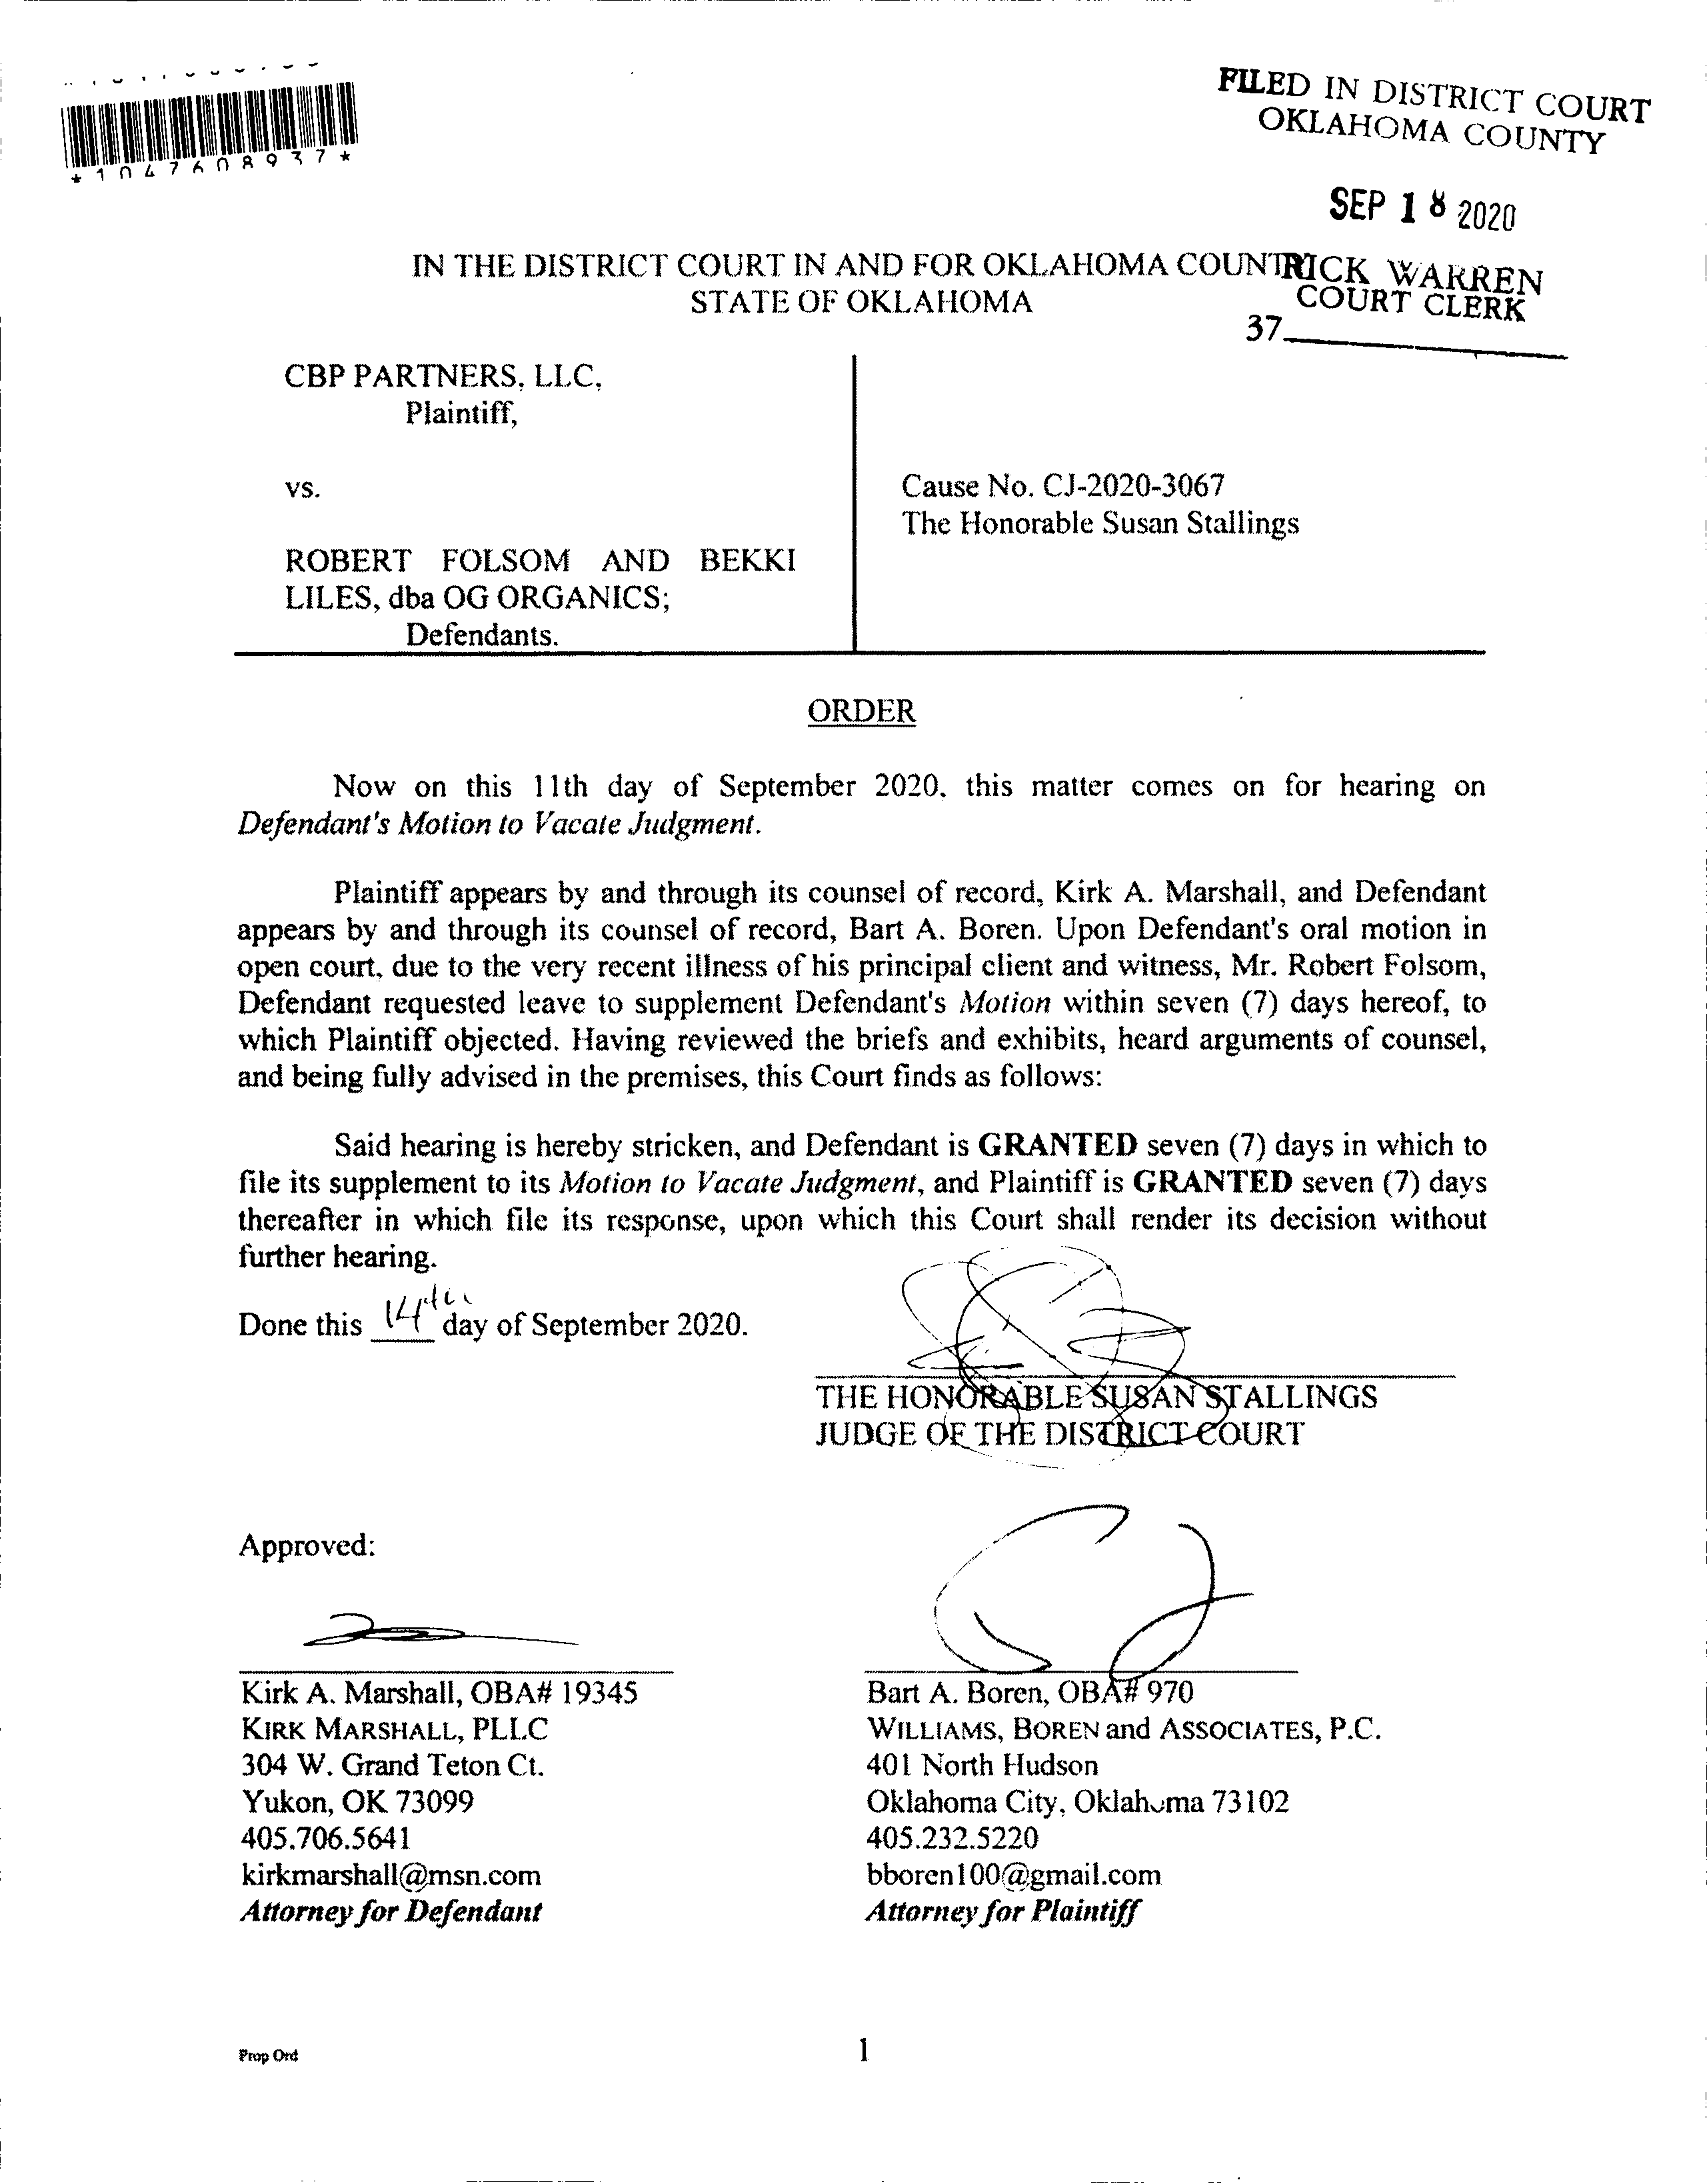 *1047608937*
FILED IN DISTRICT COURT
OKLAHOMA COUNTY
SEP 18 2020
RICK WARREN
COURT CLERK
37
IN THE DISTRICT COURT IN AND FOR OKLAHOMA COUNT
STATE OF OKLAHOMA
CBP PARTNERS, LLC,
Plaintiff,
vs.
ROBERT FOLSOM AND BEKKI
LILES, dba OG ORGANICS;
Defendants.
Cause No. CJ-2020-3067
The Honorable Susan Stallings
ORDER
Now on this 11th day of September 2020, this matter comes on for hearing on
Defendant's Motion to Vacate Judgment.
Plaintiff appears by and through its counsel of record, Kirk A. Marshall, and Defendant
appears by and through its counsel of record, Bart A. Boren. Upon Defendant's oral motion in
open court, due to the very recent illness of his principal client and witness, Mr. Robert Folsom,
Defendant requested leave to supplement Defendant's Motion within seven (7) days hereof, to
which Plaintiff objected. Having reviewed the briefs and exhibits, heard arguments of counsel,
and being fully advised in the premises, this Court finds as follows:
Said hearing is hereby stricken, and Defendant is GRANTED seven (7) days in which to
file its supplement to its Motion to Vacate Judgment, and Plaintiff is GRANTED seven (7) days
thereafter in which file its response, upon which this Court shall render its decision without
further hearing.
Done this 14th day of September 2020.
THE HONORABLE SUSAN STALLINGS
JUDGE OF THE DISTRICT COURT
Approved:
Kirk A. Marshall, OBA# 19345
KIRK MARSHALL, PLLC
304 W. Grand Teton Ct.
Yukon, OK 73099
405.706.5641
kirkmarshall@msn.com
Attorney for Defendant
Bart A. Boren, OBA# 970
WILLIAMS, BOREN and ASSOCIATES, P.C.
401 North Hudson
Oklahoma City, Oklahoma 73102
405.232.5220
bboren100@gmail.com
Attorney for Plaintiff
Prop Ord
1